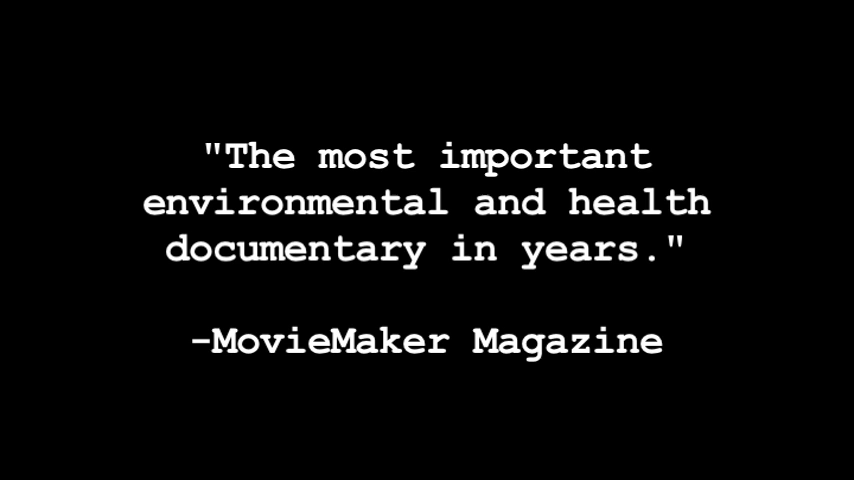 "The most important
environmental and health
documentary in years."
-MovieMaker Magazine